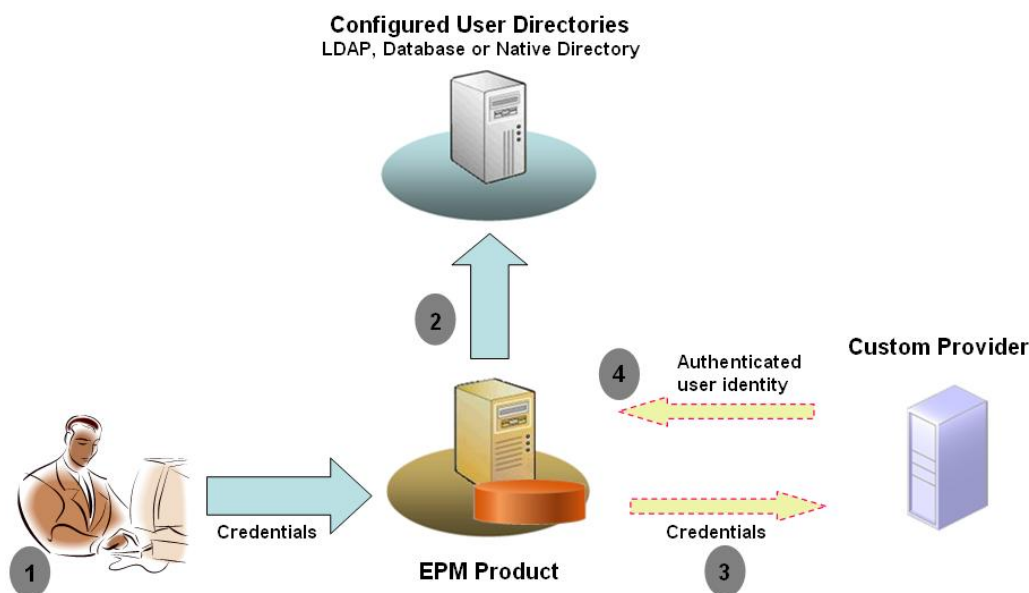 Configured User Directories
LDAP, Database or Native Directory
2
Custom Provider
4
Authenticated
user identity
Credentials
Credentials
1
EPM Product
3